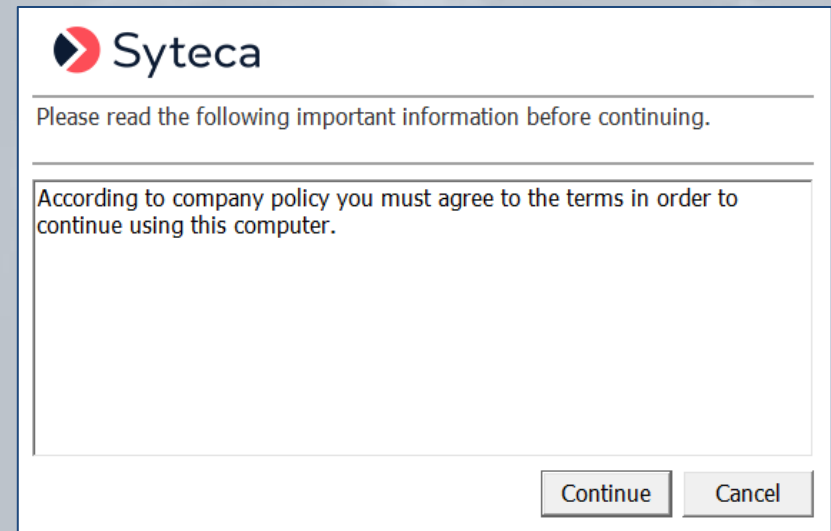 Syteca
Please read the following important information before continuing.
According to company policy you must agree to the terms in order to
continue using this computer.
Continue
Cancel